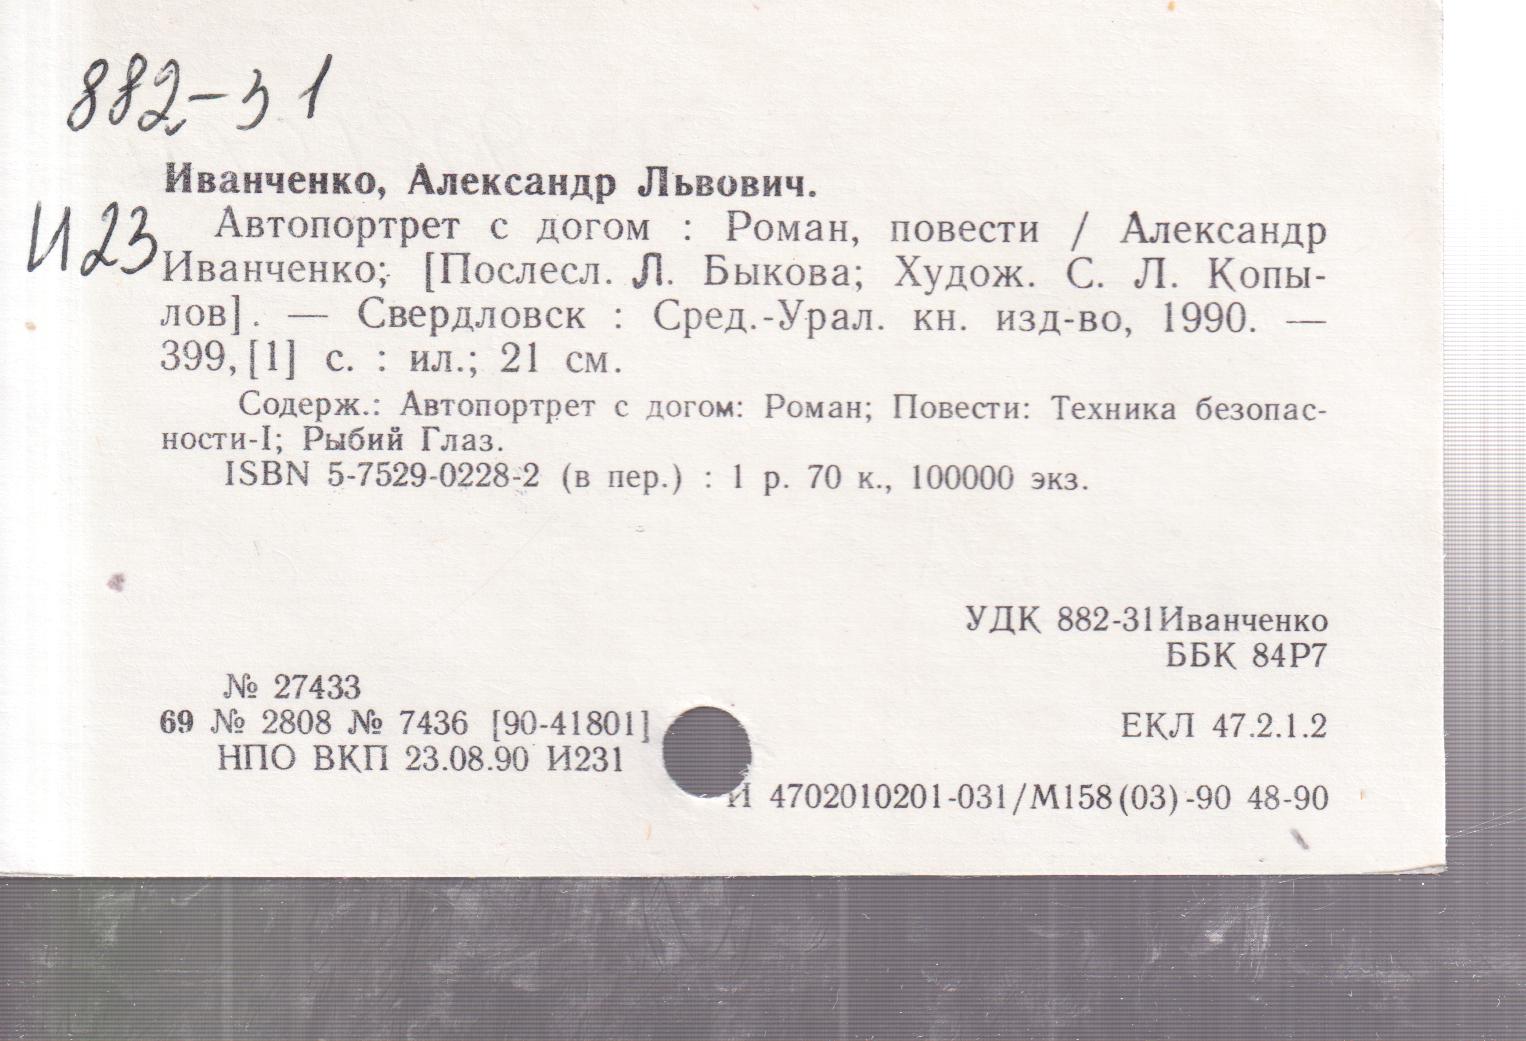 882-31
Иванченко, Александр Львович.
И23
Автопортрет с догом : Роман, повести / Александр
Иванченко; [Послесл. Л. Быкова; Худож. С. Л. Копы-
лов]. — Свердловск : Сред.-Урал. кн. изд-во, 1990. —
399, [1] с. : ил.; 21 см.
Содерж.: Автопортрет с догом: Роман; Повести: Техника безопас-
ности-I; Рыбий Глаз.
ISBN 5-7529-0228-2 (в пер.) : 1 р. 70 к., 100000 экз.
УДК 882-31Иванченко
ББК 84Р7
№ 27433
69 № 2808 № 7436 [90-41801]
ЕКЛ 47.2.1.2
НПО ВКП 23.08.90 И231
И 4702010201-031/М158(03)-90 48-90